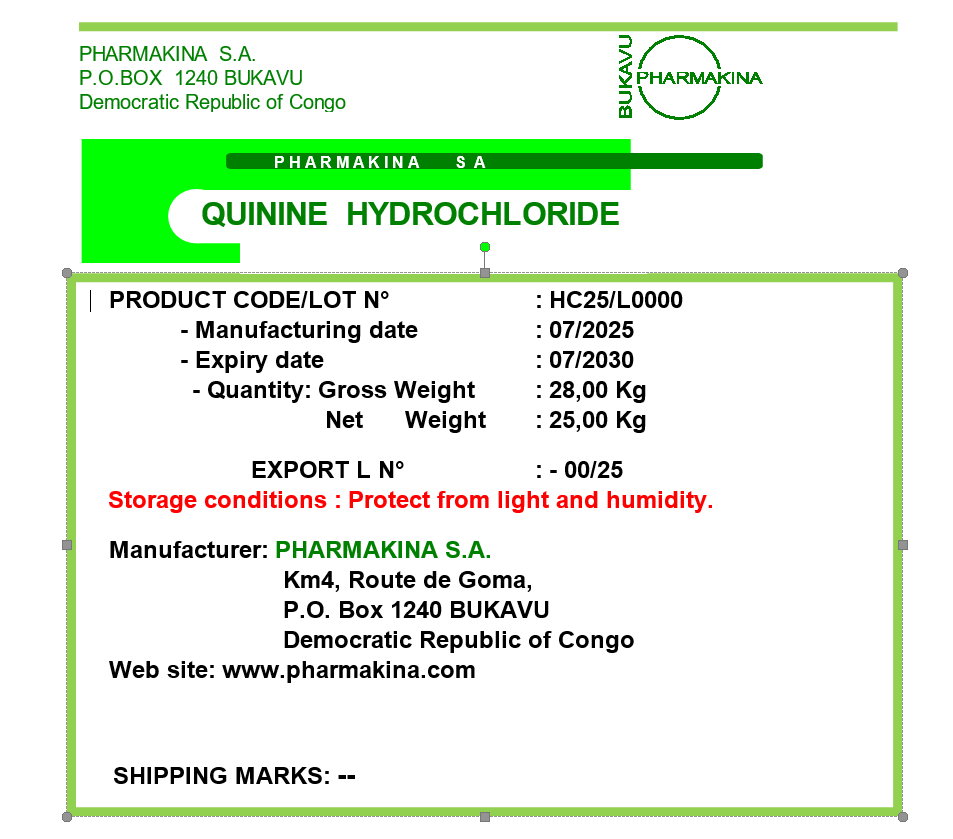 PHARMAKINA S.A.
P.O.BOX 1240 BUKAVU
Democratic Republic of Congo
BUKAVU
PHARMAKINA
PHARMAKINA SA
QUININE HYDROCHLORIDE
PRODUCT CODE/LOT N° : HC25/L0000
- Manufacturing date : 07/2025
- Expiry date : 07/2030
- Quantity: Gross Weight : 28,00 Kg
Net Weight : 25,00 Kg
EXPORT L N° : - 00/25
Storage conditions : Protect from light and humidity.
Manufacturer: PHARMAKINA S.A.
Km4, Route de Goma,
P.O. Box 1240 BUKAVU
Democratic Republic of Congo
Web site: www.pharmakina.com
SHIPPING MARKS: --